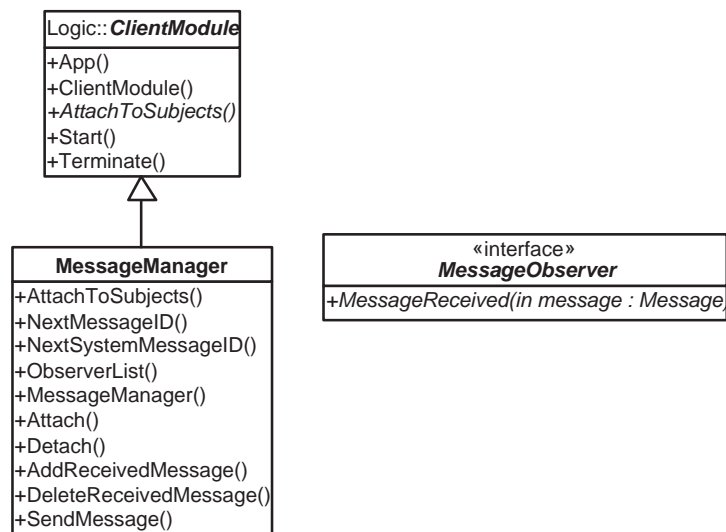 Logic::ClientModule
+App()
+ClientModule()
+AttachToSubjects()
+Start()
+Terminate()
MessageManager
+AttachToSubjects()
+NextMessageID()
+NextSystemMessageID()
+ObserverList()
+MessageManager()
+Attach()
+Detach()
+AddReceivedMessage()
+DeleteReceivedMessage()
+SendMessage()
«interface»
MessageObserver
+MessageReceived(in message : Message)